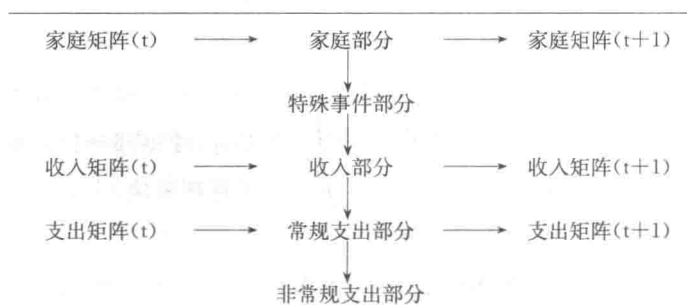 家庭矩阵(t) 家庭部分 家庭矩阵(t+1)
特殊事件部分
收入矩阵(t) 收入部分 收入矩阵(t+1)
支出矩阵(t) 常规支出部分 支出矩阵(t+1)
非常规支出部分